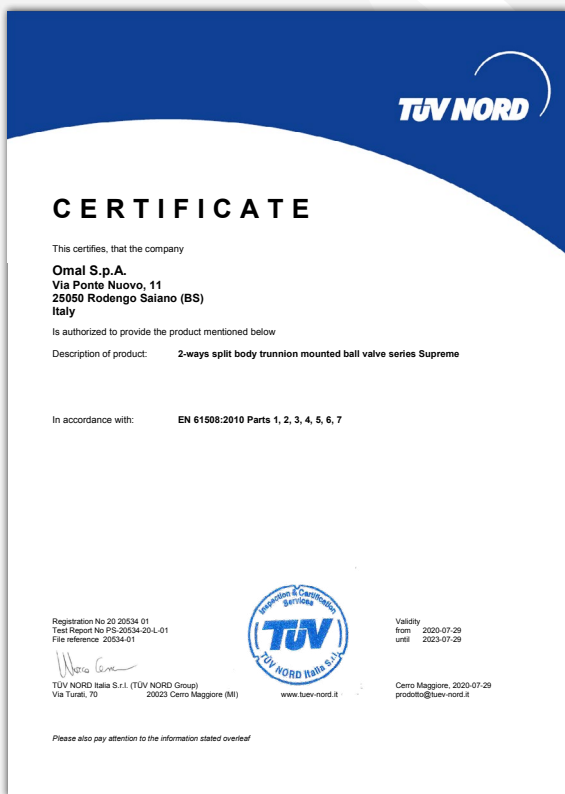 TÜV NORD
CERTIFICATE
This certifies, that the company
Omal S.p.A.
Via Ponte Nuovo, 11
25050 Rodengo Saiano (BS)
Italy
Is authorized to provide the product mentioned below
Description of product: 2-ways split body trunnion mounted ball valve series Supreme
In accordance with: EN 61508:2010 Parts 1, 2, 3, 4, 5, 6, 7
Registration No 20 20534 01
Test Report No PS-20534-20-L-01
File reference 20534-01
Inspection & Certification
Services
TÜV
TÜV NORD Italia S.r.l.
Validity
from 2020-07-29
until 2023-07-29
TÜV NORD Italia S.r.l. (TÜV NORD Group)
Via Turati, 70 20023 Cerro Maggiore (MI) www.tuev-nord.it
Cerro Maggiore, 2020-07-29
prodotto@tuev-nord.it
Please also pay attention to the information stated overleaf